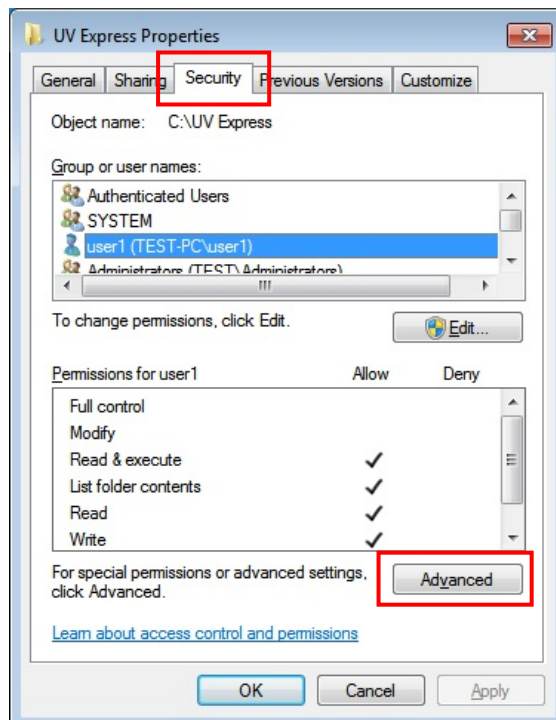 UV Express Properties
General Sharing Security Previous Versions Customize
Object name: C:\UV Express
Group or user names:
Authenticated Users
SYSTEM
user1 (TEST-PC\user1)
Administrators (TEST\Administrators)
To change permissions, click Edit.
Edit...
Permissions for user1 Allow Deny
Full control
Modify
Read & execute
List folder contents
Read
Write
For special permissions or advanced settings,
click Advanced.
Advanced
Learn about access control and permissions
OK Cancel Apply